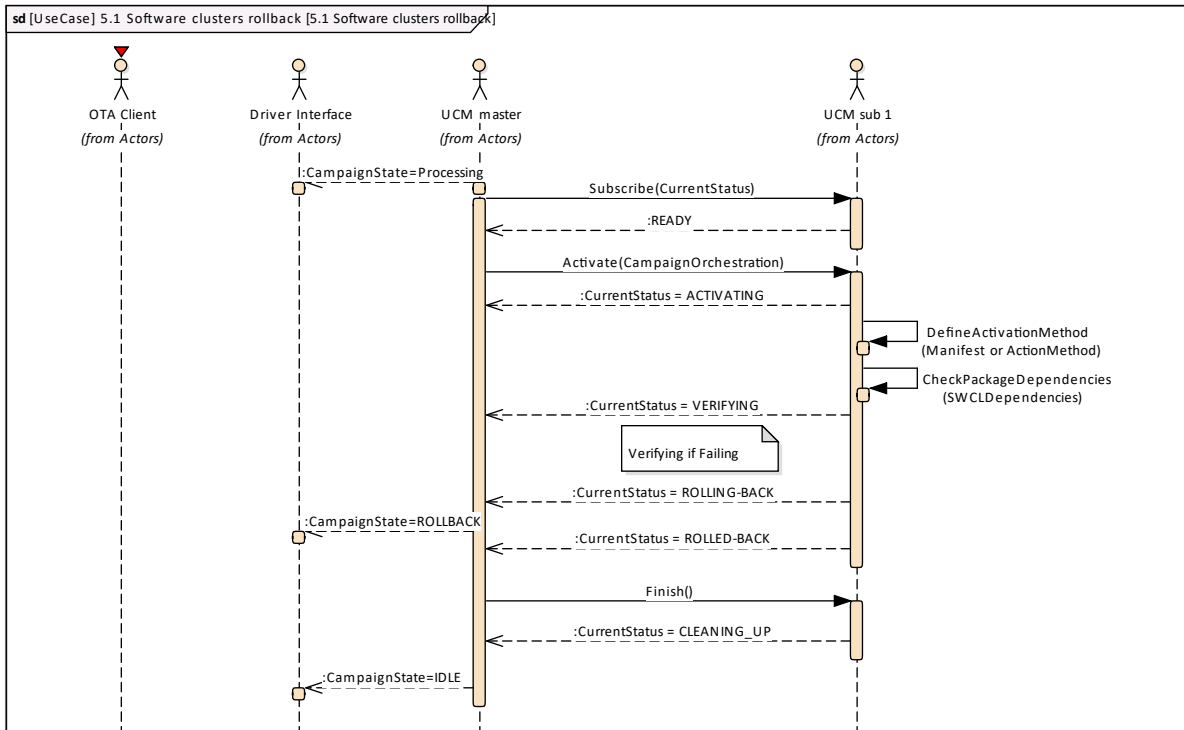 sd [UseCase] 5.1 Software clusters rollback [5.1 Software clusters rollback]
OTA Client
(from Actors)
Driver Interface
(from Actors)
UCM master
(from Actors)
UCM sub 1
(from Actors)
:CampaignState=Processing
Subscribe(CurrentStatus)
:READY
Activate(CampaignOrchestration)
:CurrentStatus = ACTIVATING
DefineActivationMethod
(Manifest or ActionMethod)
CheckPackageDependencies
(SWCLDependencies)
:CurrentStatus = VERIFYING
Verifying if Failing
:CurrentStatus = ROLLING-BACK
:CampaignState=ROLLBACK
:CurrentStatus = ROLLED-BACK
Finish()
:CurrentStatus = CLEANING_UP
:CampaignState=IDLE